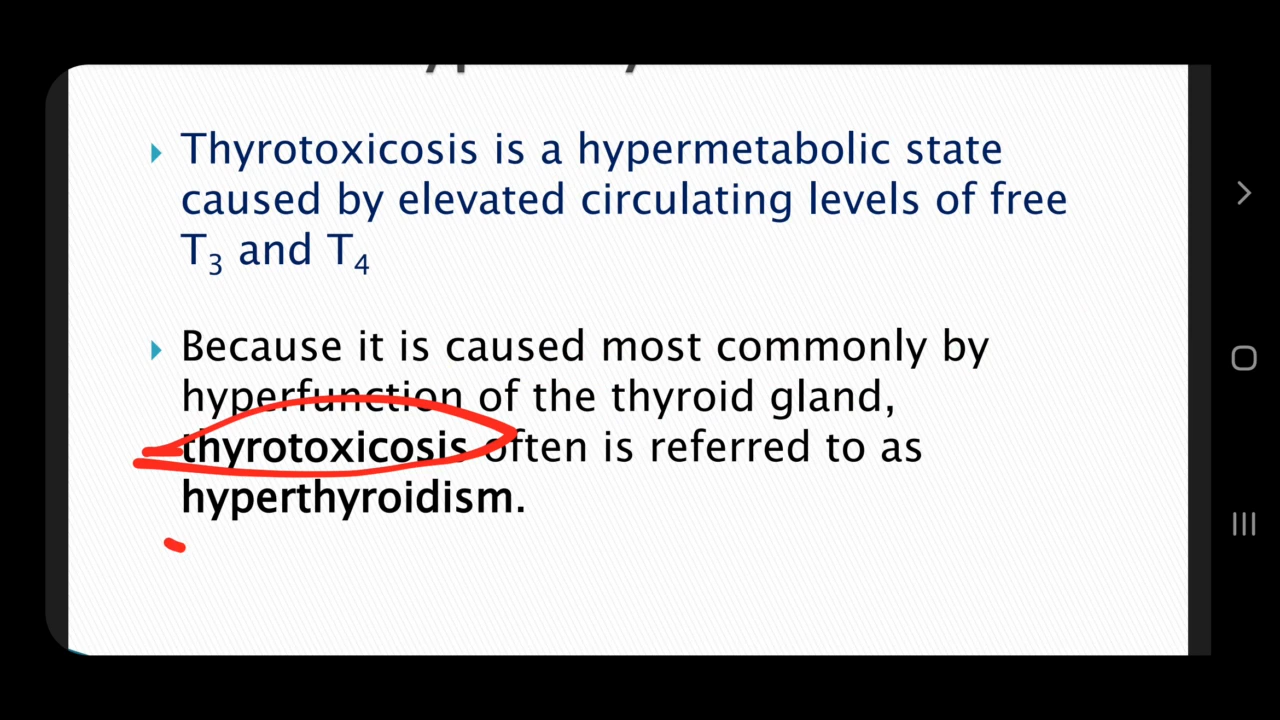 Thyrotoxicosis is a hypermetabolic state
caused by elevated circulating levels of free
T₃ and T₄
Because it is caused most commonly by
hyperfunction of the thyroid gland,
thyrotoxicosis often is referred to as
hyperthyroidism.